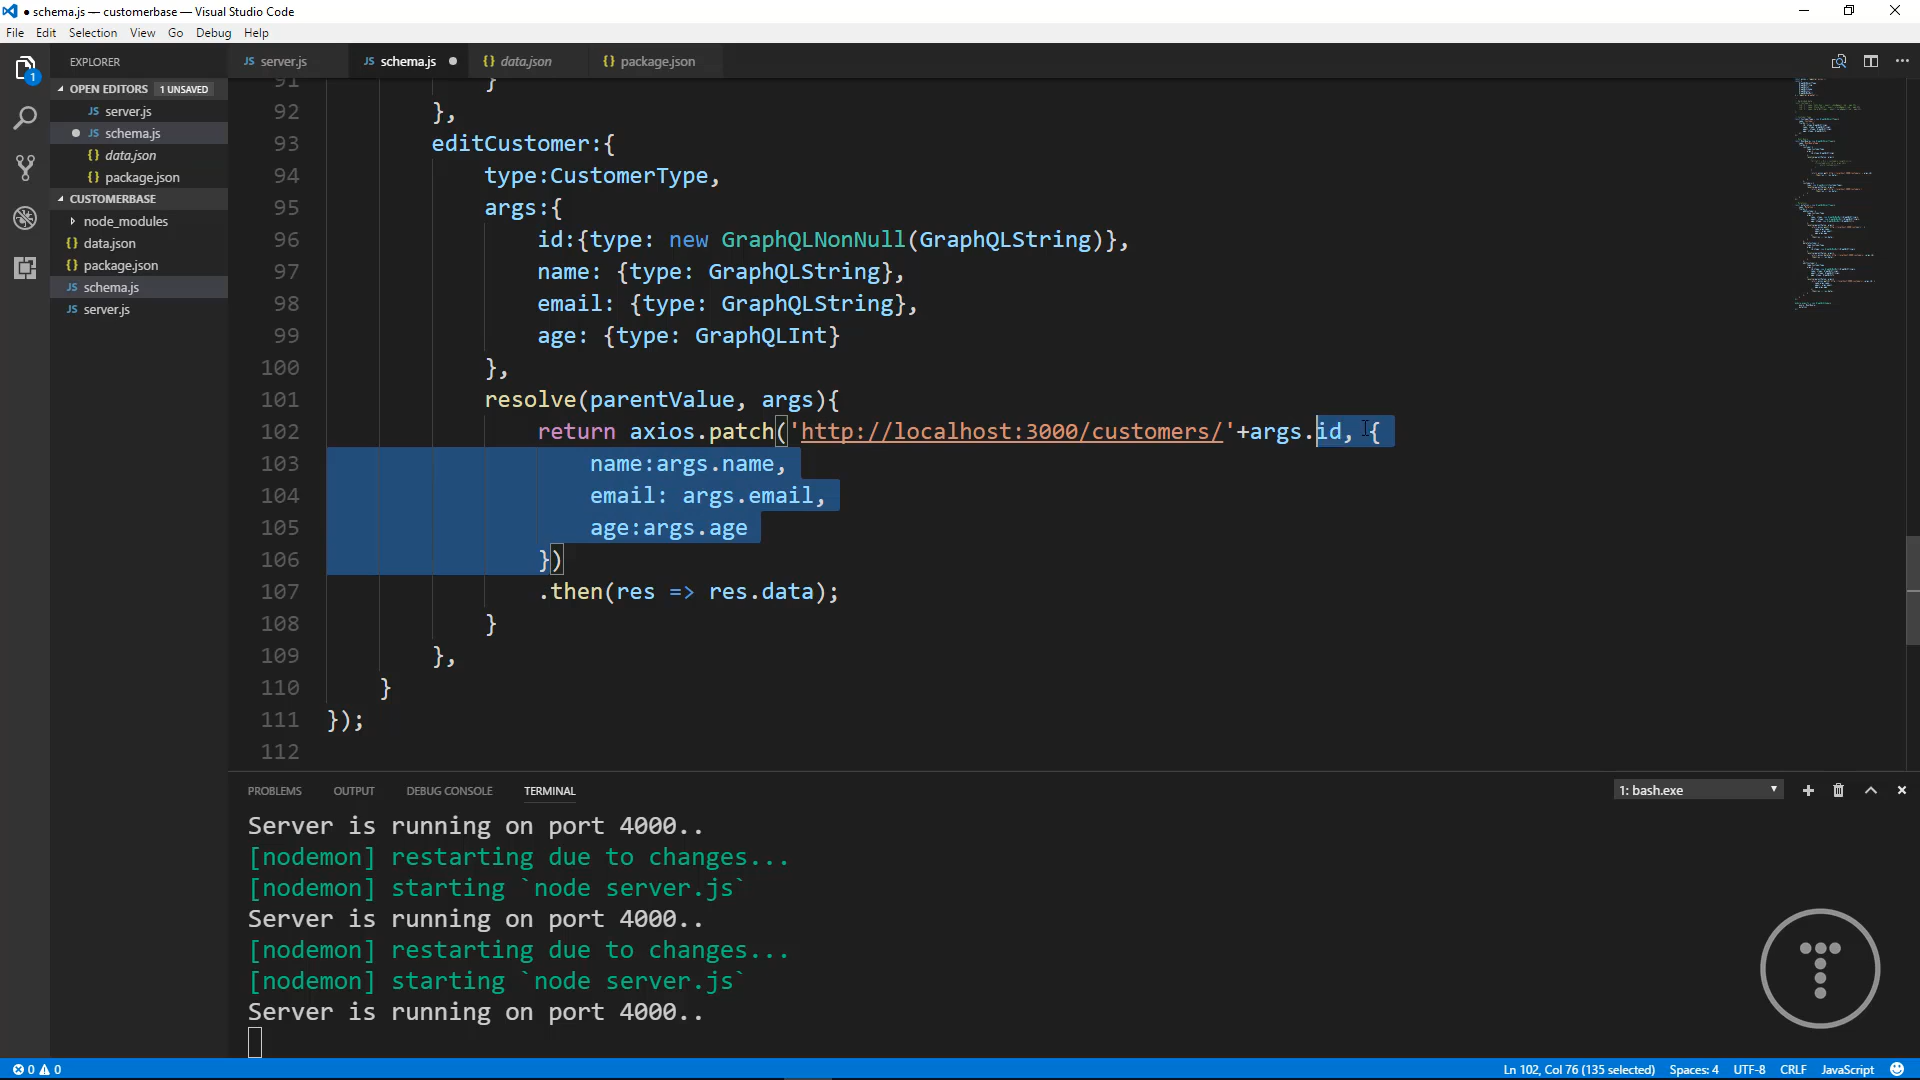 ● schema.js — customerbase — Visual Studio Code
File Edit Selection View Go Debug Help
EXPLORER
JS server.js
JS schema.js ●
{} data.json
{} package.json
1
OPEN EDITORS 1 UNSAVED
JS server.js
● JS schema.js
{} data.json
{} package.json
CUSTOMERBASE
node_modules
{} data.json
{} package.json
JS schema.js
JS server.js
91 }
92 },
93 editCustomer:{
94 type:CustomerType,
95 args:{
96 id:{type: new GraphQLNonNull(GraphQLString)},
97 name: {type: GraphQLString},
98 email: {type: GraphQLString},
99 age: {type: GraphQLInt}
100 },
101 resolve(parentValue, args){
102 return axios.patch('http://localhost:3000/customers/'+args.id, {
103 name:args.name,
104 email: args.email,
105 age:args.age
106 })
107 .then(res => res.data);
108 }
109 },
110 }
111 });
112
PROBLEMS OUTPUT DEBUG CONSOLE TERMINAL
1: bash.exe
Server is running on port 4000..
[nodemon] restarting due to changes...
[nodemon] starting `node server.js`
Server is running on port 4000..
[nodemon] restarting due to changes...
[nodemon] starting `node server.js`
Server is running on port 4000..
0 0
Ln 102, Col 76 (135 selected) Spaces: 4 UTF-8 CRLF JavaScript